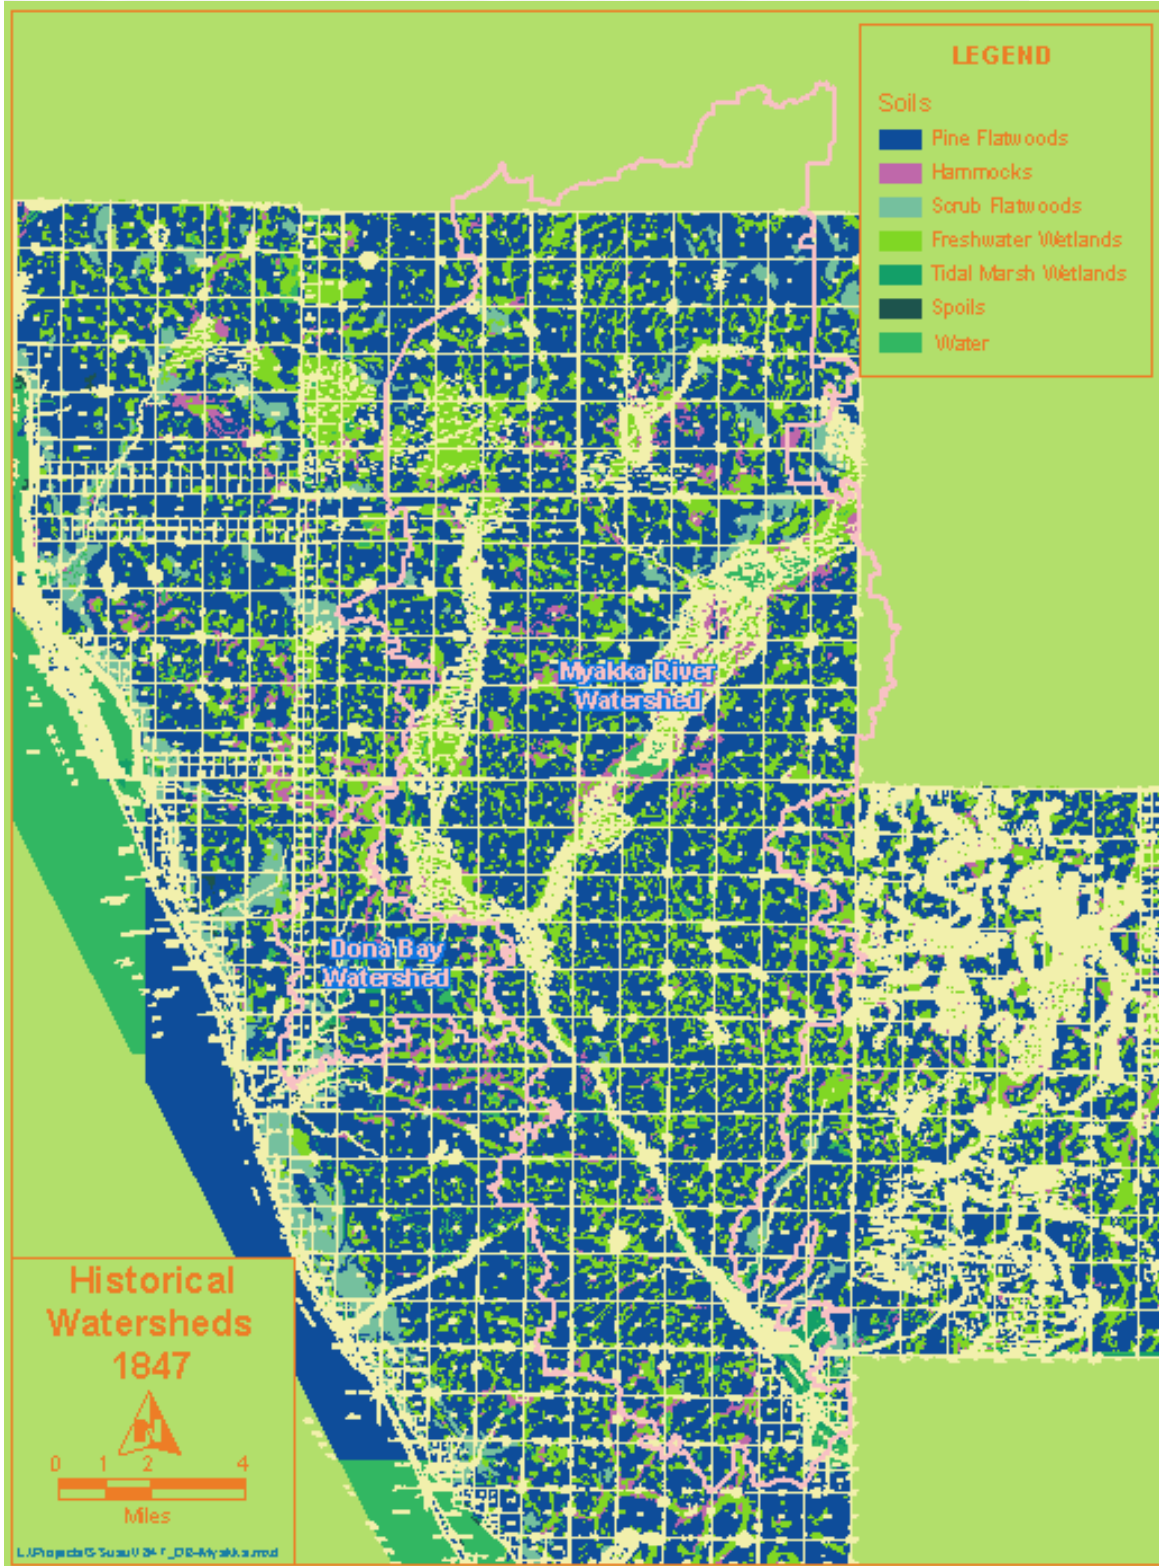 LEGEND
Soils
Pine Flatwoods
Hammocks
Scrub Flatwoods
Freshwater Wetlands
Tidal Marsh Wetlands
Spoils
Water
Myakka River
Watershed
Dona Bay
Watershed
Historical
Watersheds
1847
N
0 1 2 4
Miles